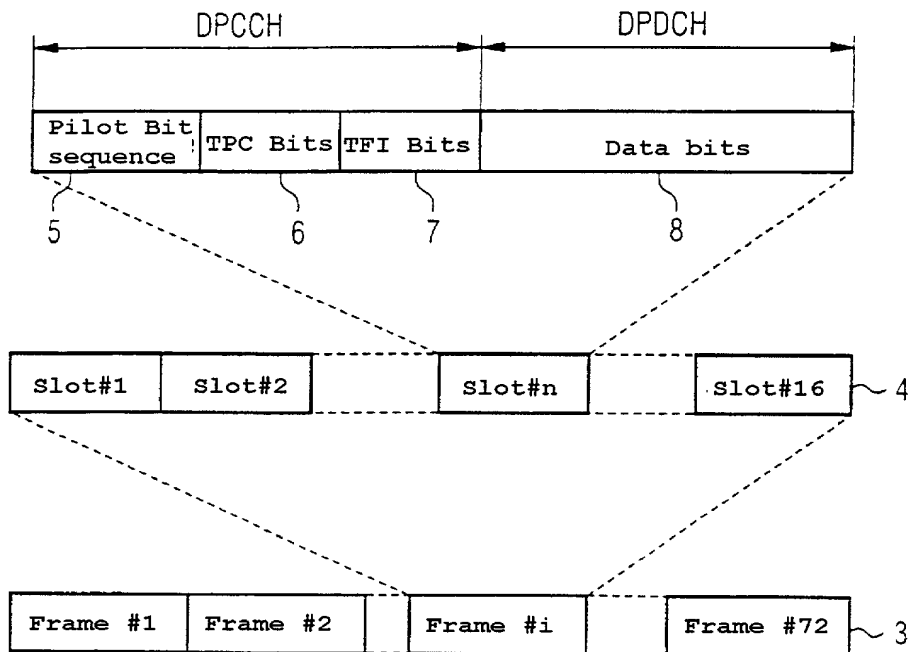 DPCCH DPDCH
Pilot Bit sequence TPC Bits TFI Bits Data bits
5 6 7 8
Slot#1 Slot#2 Slot#n Slot#16 4
Frame #1 Frame #2 Frame #i Frame #72 3